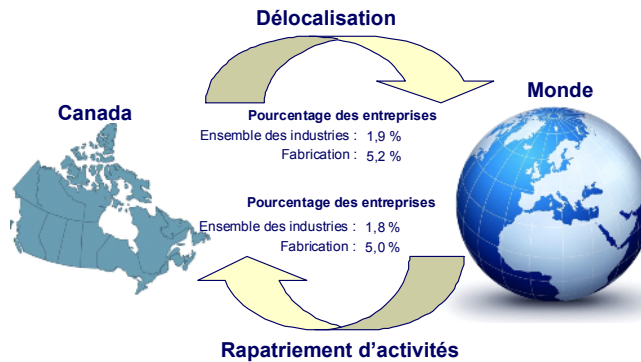 Délocalisation
Canada
Monde
Pourcentage des entreprises
Ensemble des industries : 1,9 %
Fabrication : 5,2 %
Pourcentage des entreprises
Ensemble des industries : 1,8 %
Fabrication : 5,0 %
Rapatriement d’activités